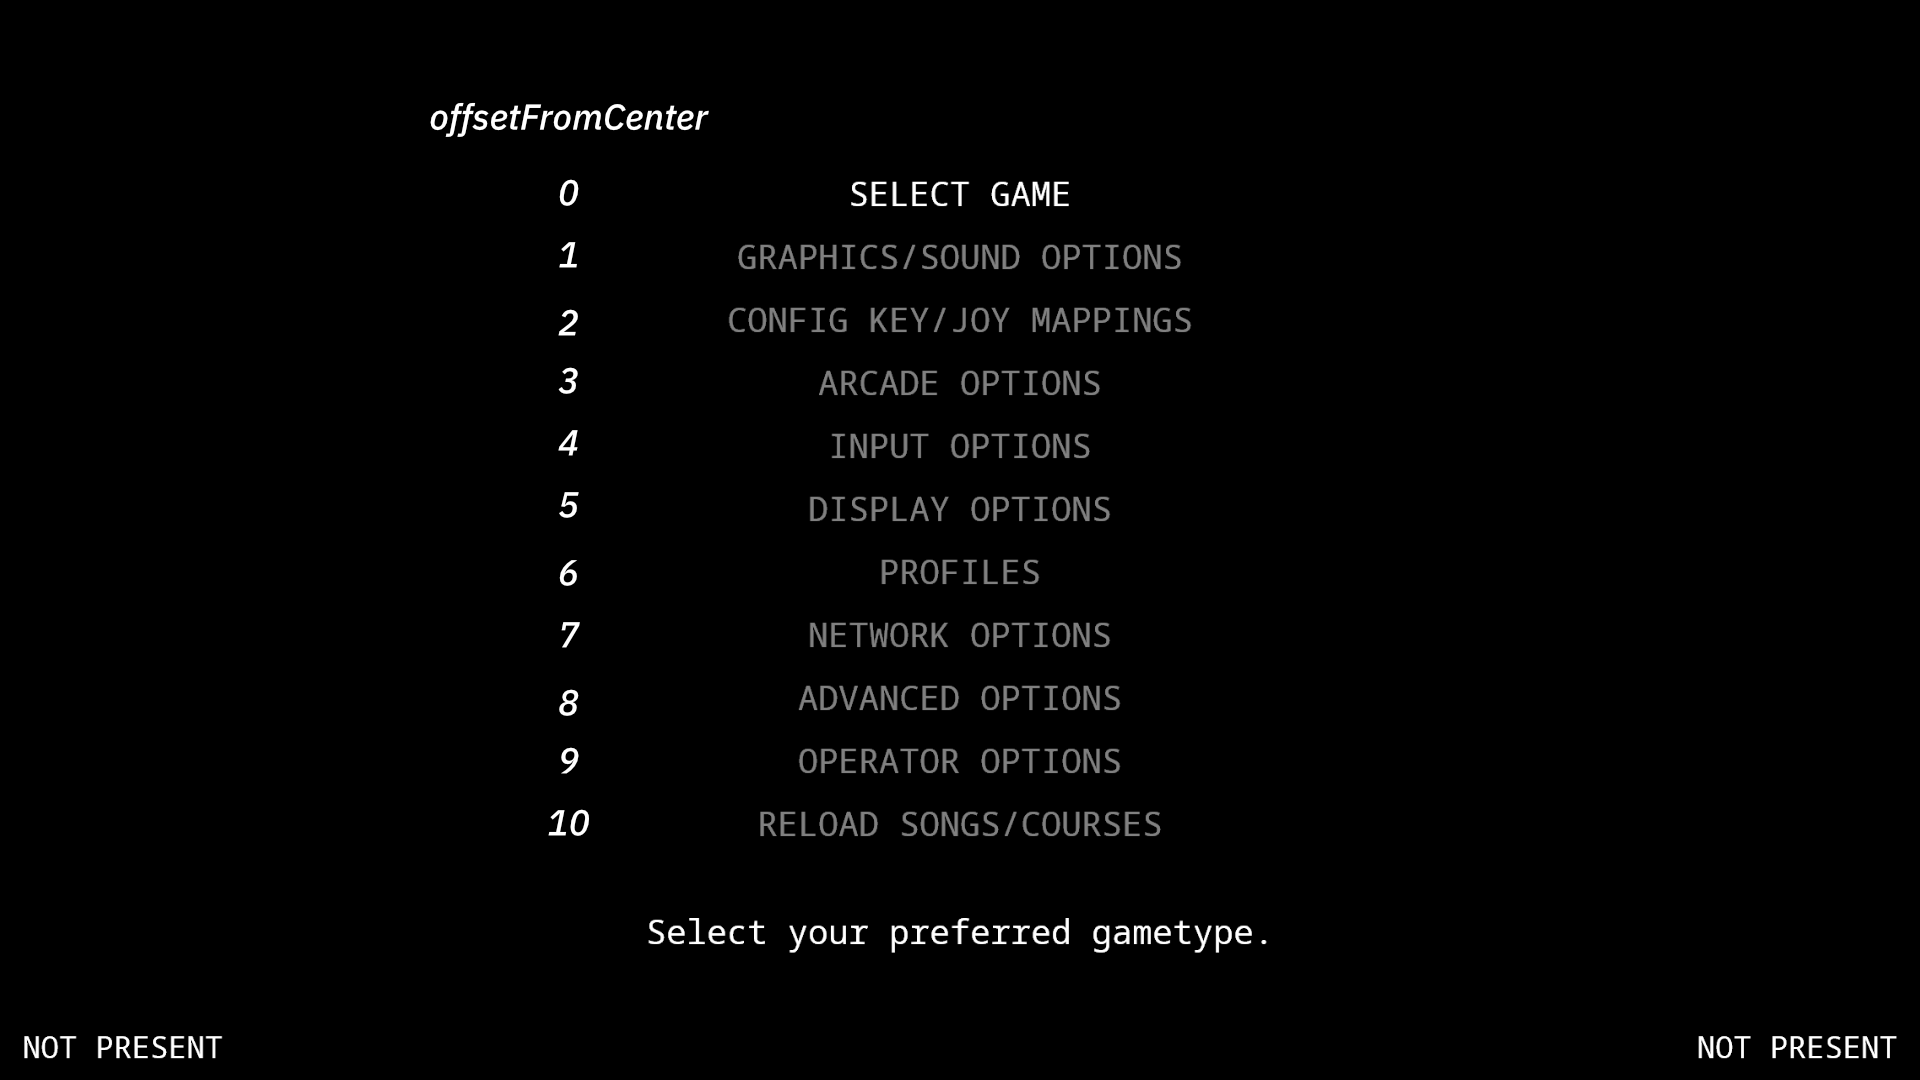 offsetFromCenter
0 SELECT GAME
1 GRAPHICS/SOUND OPTIONS
2 CONFIG KEY/JOY MAPPINGS
3 ARCADE OPTIONS
4 INPUT OPTIONS
5 DISPLAY OPTIONS
6 PROFILES
7 NETWORK OPTIONS
8 ADVANCED OPTIONS
9 OPERATOR OPTIONS
10 RELOAD SONGS/COURSES
Select your preferred gametype.
NOT PRESENT NOT PRESENT